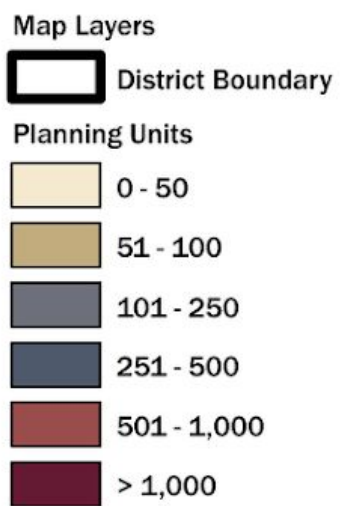 Map Layers
District Boundary
Planning Units
0 - 50
51 - 100
101 - 250
251 - 500
501 - 1,000
> 1,000